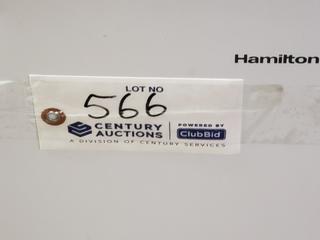 Hamilton
LOT NO
566
CENTURY AUCTIONS
POWERED BY
ClubBid
A DIVISION OF CENTURY SERVICES